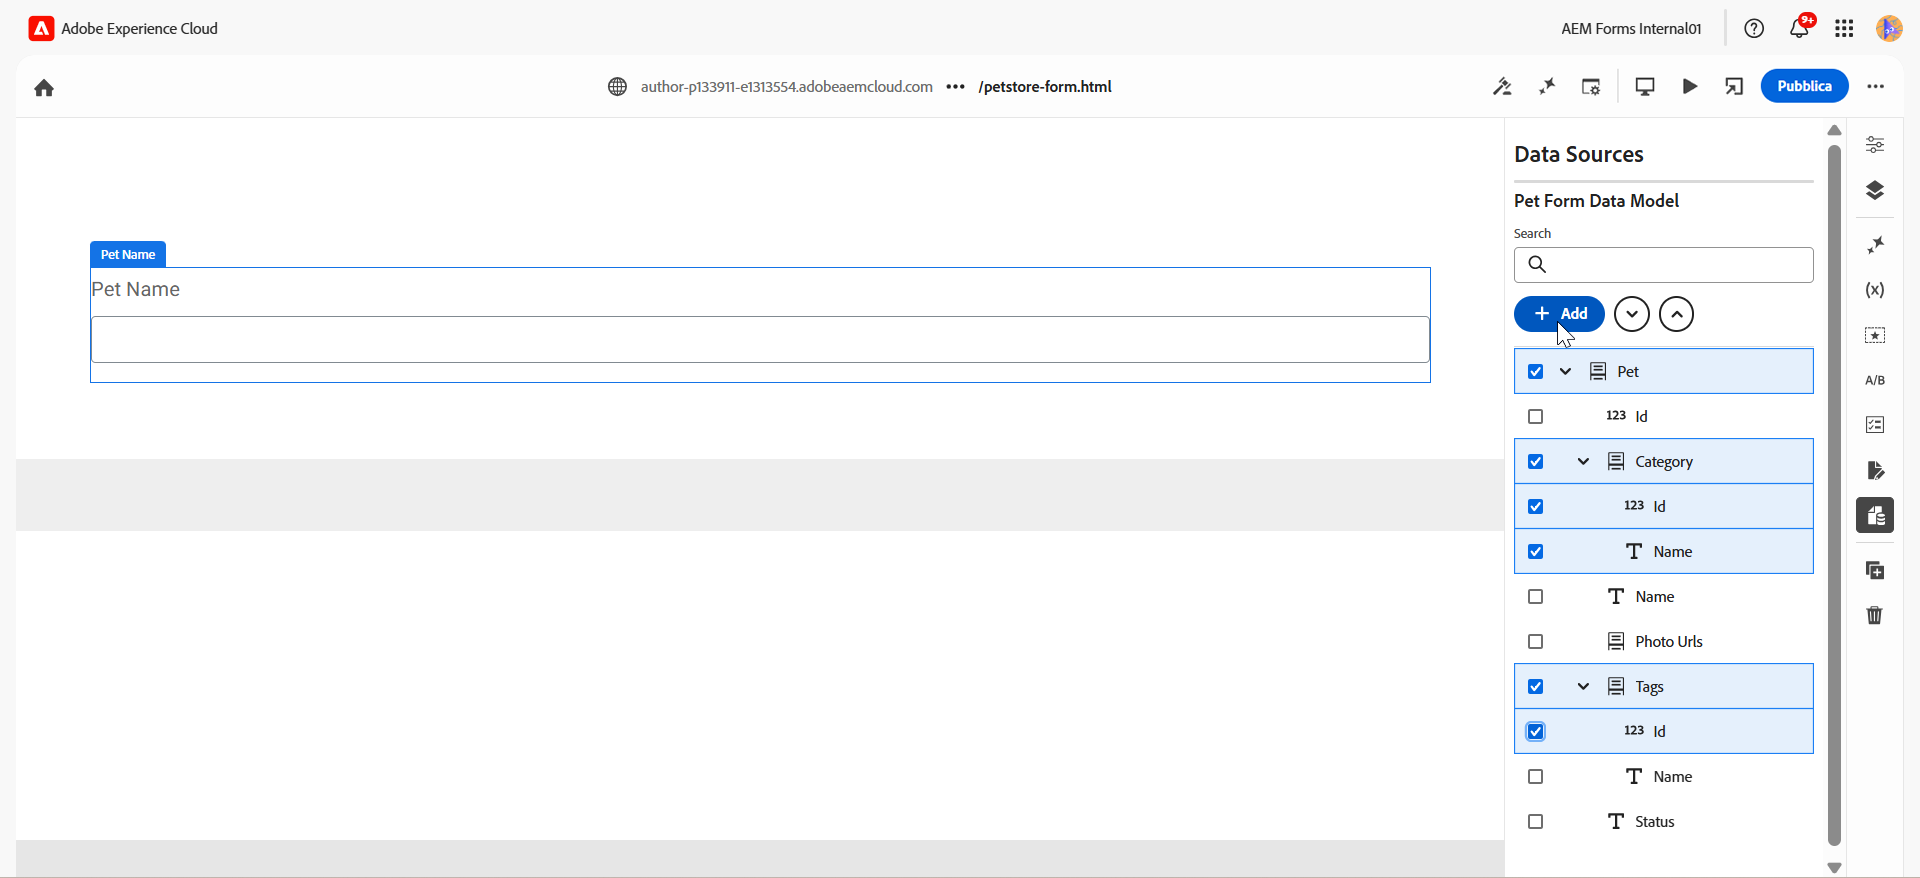 Adobe Experience Cloud
AEM Forms Internal01
9+
author-p133911-e1313554.adobeaemcloud.com ••• /petstore-form.html
Pubblica
Pet Name
Pet Name
Data Sources
Pet Form Data Model
Search
+ Add
Pet
123 Id
Category
123 Id
T Name
T Name
Photo Urls
Tags
123 Id
T Name
T Status
(x)
A/B